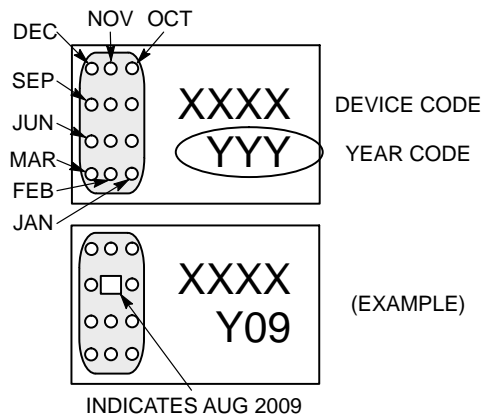 NOV OCT
DEC
SEP
JUN
MAR
FEB
JAN
XXXX DEVICE CODE
YYY YEAR CODE
XXXX
Y09
(EXAMPLE)
INDICATES AUG 2009